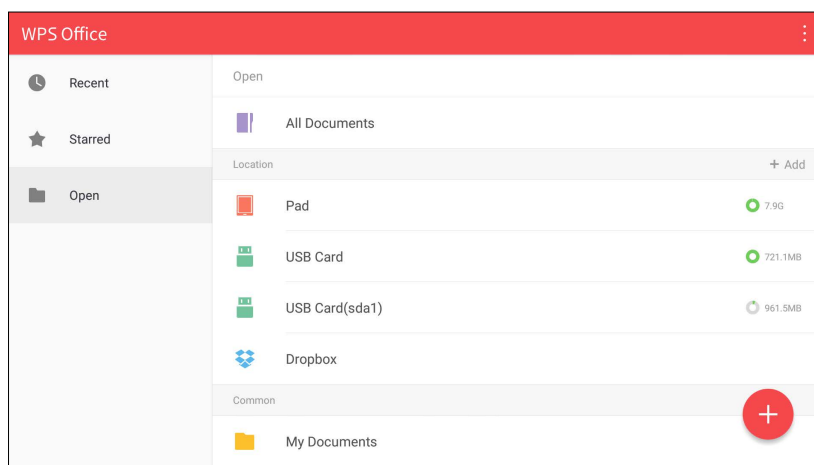 WPS Office
Recent
Starred
Open
Open
All Documents
Location
+ Add
Pad
7.9G
USB Card
721.1MB
USB Card(sda1)
961.5MB
Dropbox
Common
My Documents